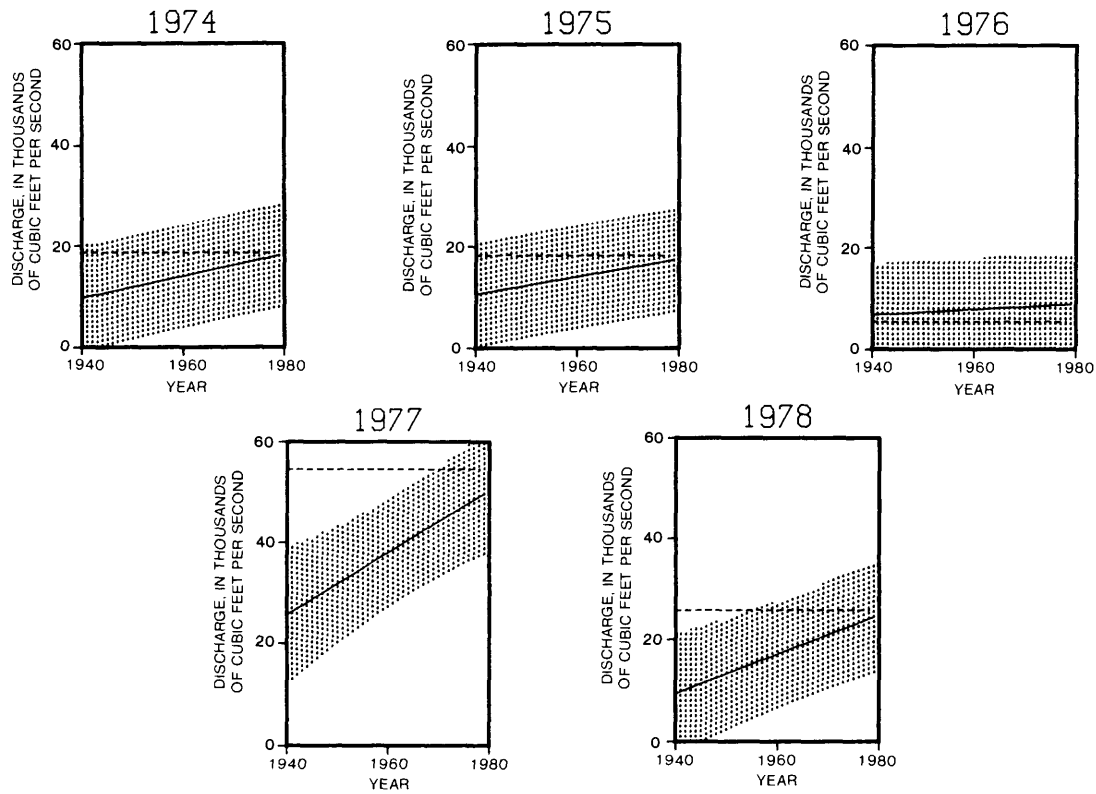 1974
DISCHARGE, IN THOUSANDS
OF CUBIC FEET PER SECOND
60
40
20
0
1940
1960
1980
YEAR
1975
DISCHARGE, IN THOUSANDS
OF CUBIC FEET PER SECOND
60
40
20
0
1940
1960
1980
YEAR
1976
DISCHARGE, IN THOUSANDS
OF CUBIC FEET PER SECOND
60
40
20
0
1940
1960
1980
YEAR
1977
DISCHARGE, IN THOUSANDS
OF CUBIC FEET PER SECOND
60
40
20
0
1940
1960
1980
YEAR
1978
DISCHARGE, IN THOUSANDS
OF CUBIC FEET PER SECOND
60
40
20
0
1940
1960
1980
YEAR